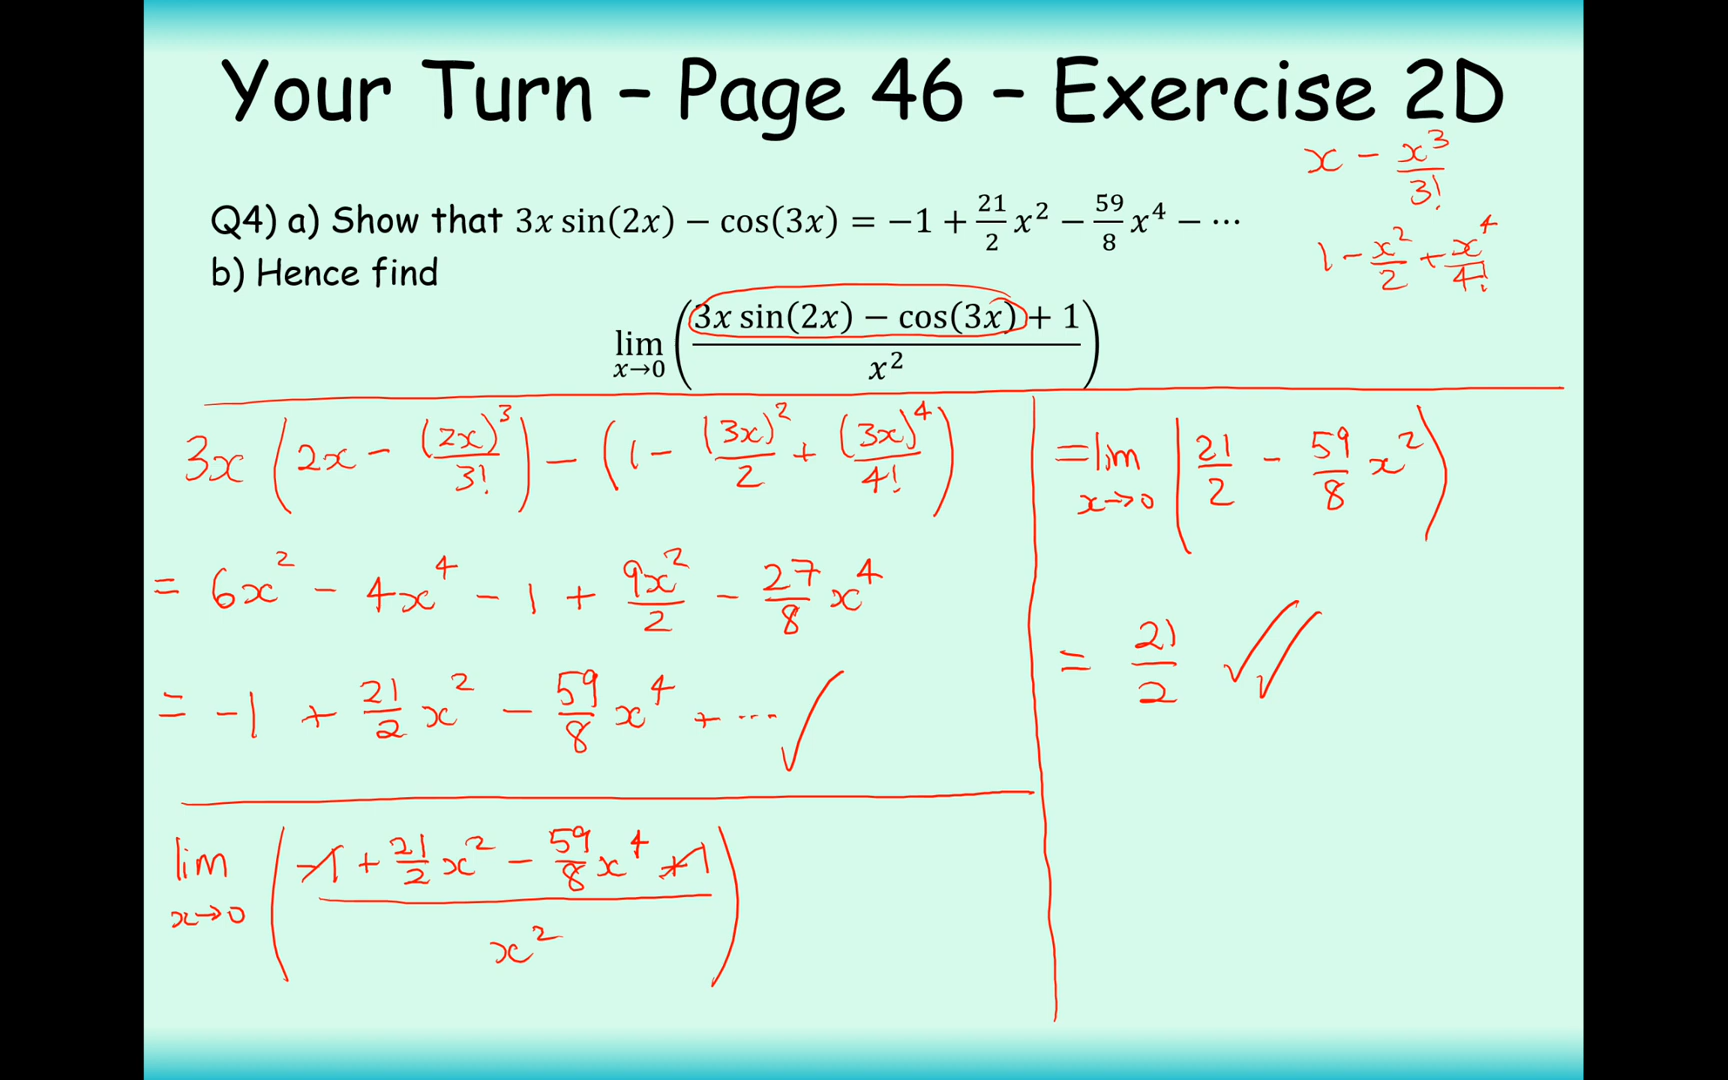 Your Turn – Page 46 – Exercise 2D
x - x³/3!
Q4) a) Show that 3x sin(2x) − cos(3x) = −1 + 21/2 x² − 59/8 x⁴ − ⋯
1 - x²/2 + x⁴/4!
b) Hence find
lim x→0 ((3x sin(2x) − cos(3x) + 1)/x²)
3x (2x - (2x)³/3!) - (1 - (3x)²/2 + (3x)⁴/4!)
= 6x² - 4x⁴ - 1 + 9x²/2 - 27/8 x⁴
= -1 + 21/2 x² - 59/8 x⁴ + ... ✓
lim x→0 ((-1 + 21/2 x² - 59/8 x⁴ + 1)/x²)
= lim x→0 (21/2 - 59/8 x²)
= 21/2 ✓✓